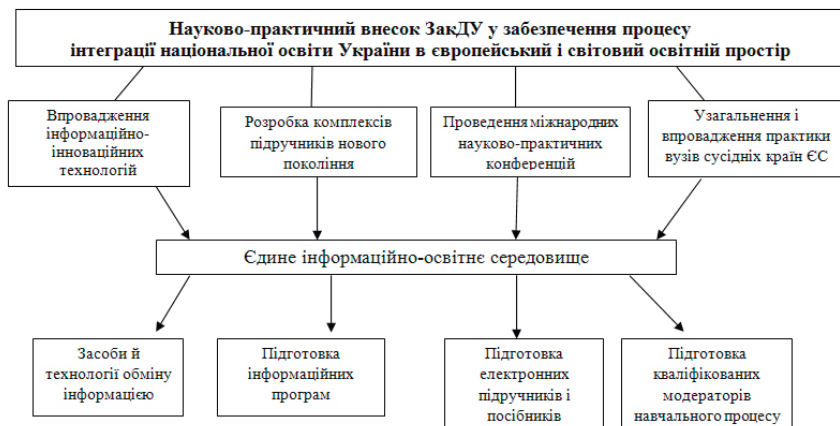 Науково-практичний внесок ЗакДУ у забезпечення процесу
інтеграції національної освіти України в європейський і світовий освітній простір
Впровадження
інформаційно-
інноваційних
технологій
Розробка комплексів
підручників нового
покоління
Проведення міжнародних
науково-практичних
конференцій
Узагальнення і
впровадження практики
вузів сусідніх країн ЄС
Єдине інформаційно-освітнє середовище
Засоби й
технології обміну
інформацією
Підготовка
інформаційних
програм
Підготовка
електронних
підручників і
посібників
Підготовка
кваліфікованих
модераторів
навчального процесу